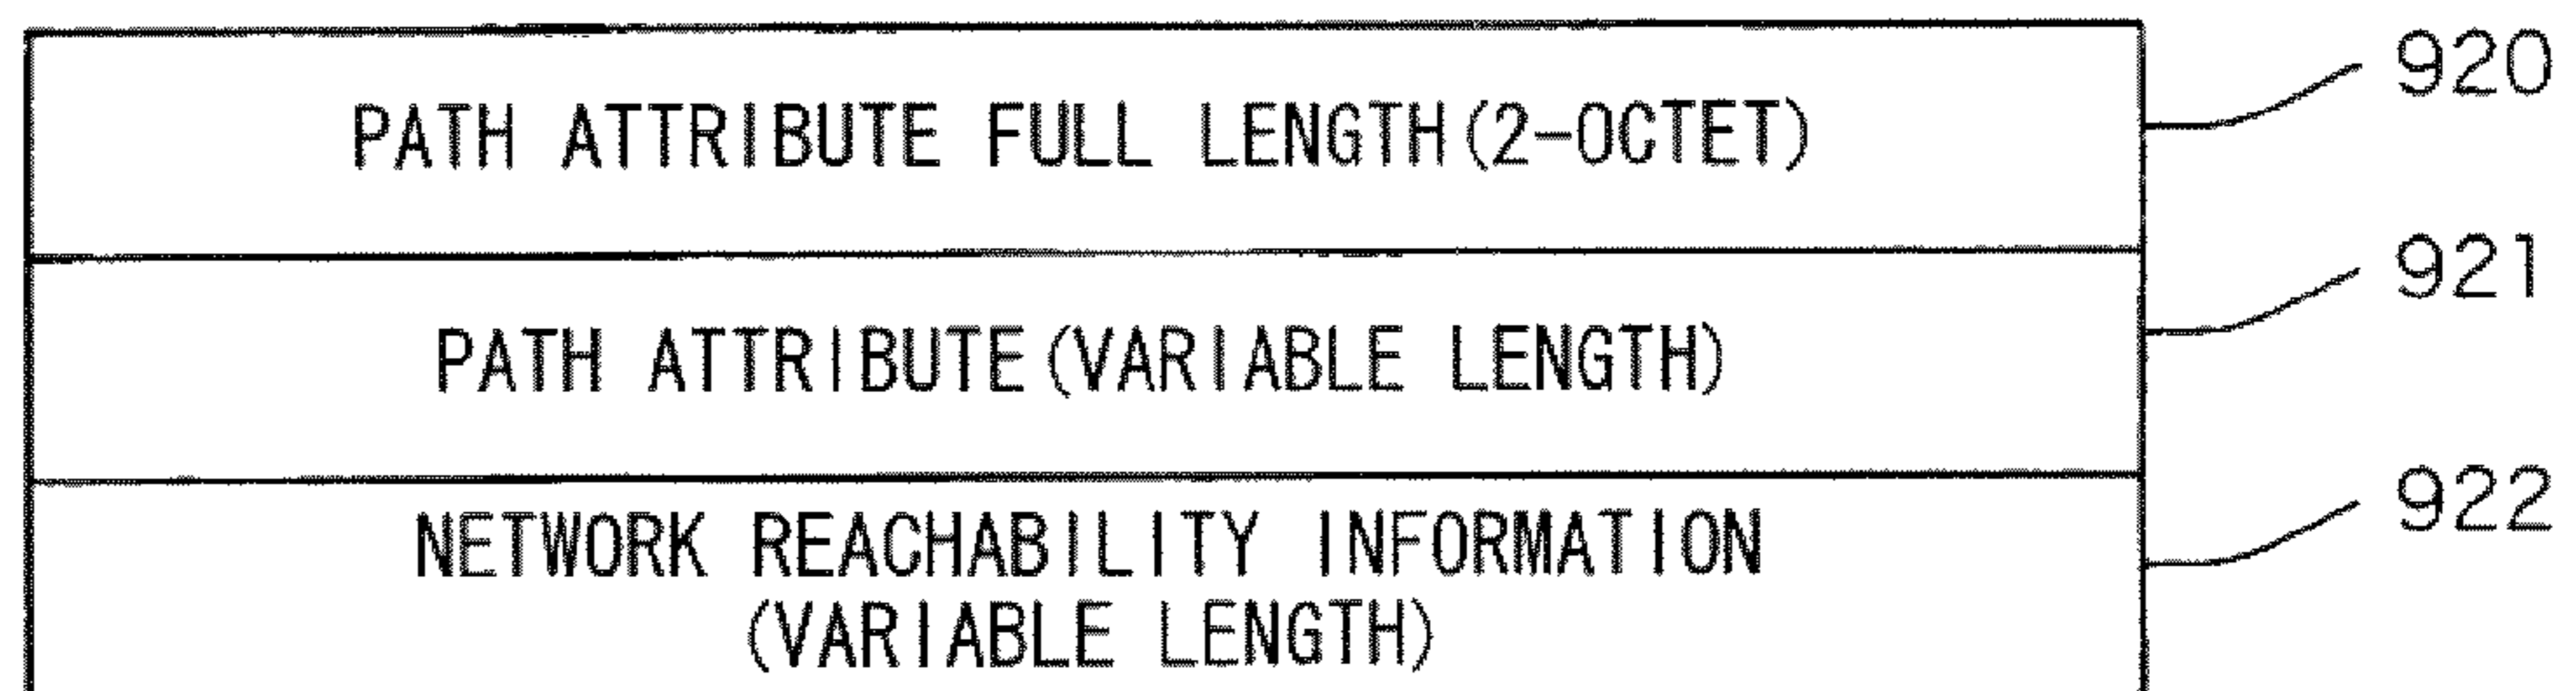 PATH ATTRIBUTE FULL LENGTH(2-OCTET)
920
PATH ATTRIBUTE(VARIABLE LENGTH)
921
NETWORK REACHABILITY INFORMATION
(VARIABLE LENGTH)
922